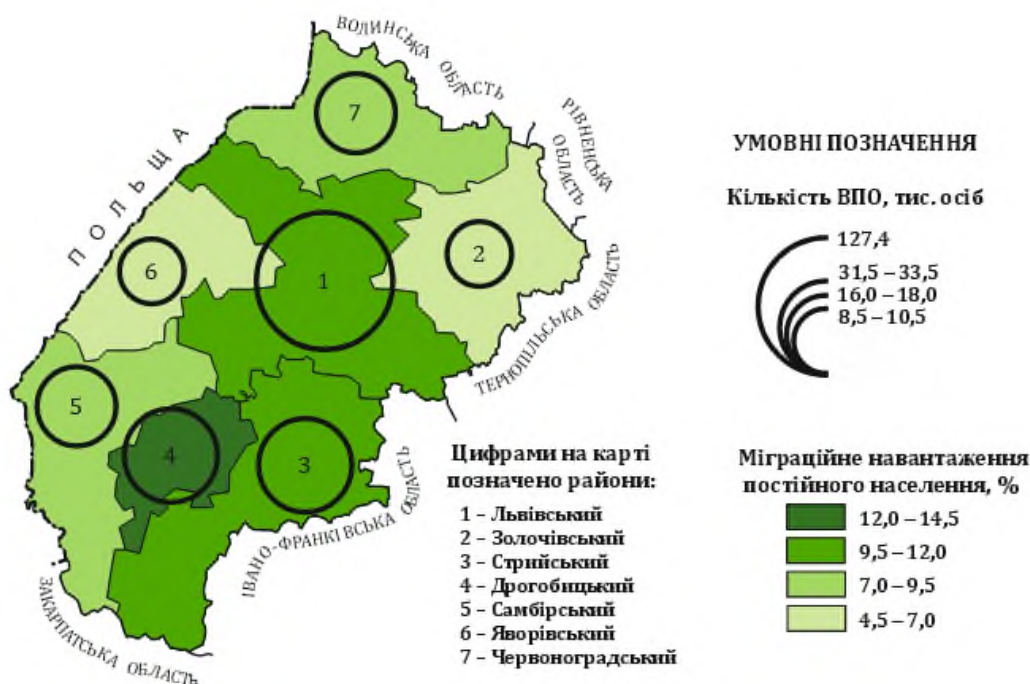 ВОЛИНСЬКА ОБЛАСТЬ
РІВНЕНСЬКА
ОБЛАСТЬ
ПОЛЬЩА
7
2
6
1
5
4
3
ТЕРНОПІЛЬСЬКА ОБЛАСТЬ
ІВАНО-ФРАНКІВСЬКА ОБЛАСТЬ
ЗАКАРПАТСЬКА ОБЛАСТЬ
УМОВНІ ПОЗНАЧЕННЯ
Кількість ВПО, тис. осіб
127,4
31,5 – 33,5
16,0 – 18,0
8,5 – 10,5
Цифрами на карті
позначено райони:
1 – Львівський
2 – Золочівський
3 – Стрийський
4 – Дрогобицький
5 – Самбірський
6 – Яворівський
7 – Червоноградський
Міграційне навантаження
постійного населення, %
12,0 – 14,5
9,5 – 12,0
7,0 – 9,5
4,5 – 7,0